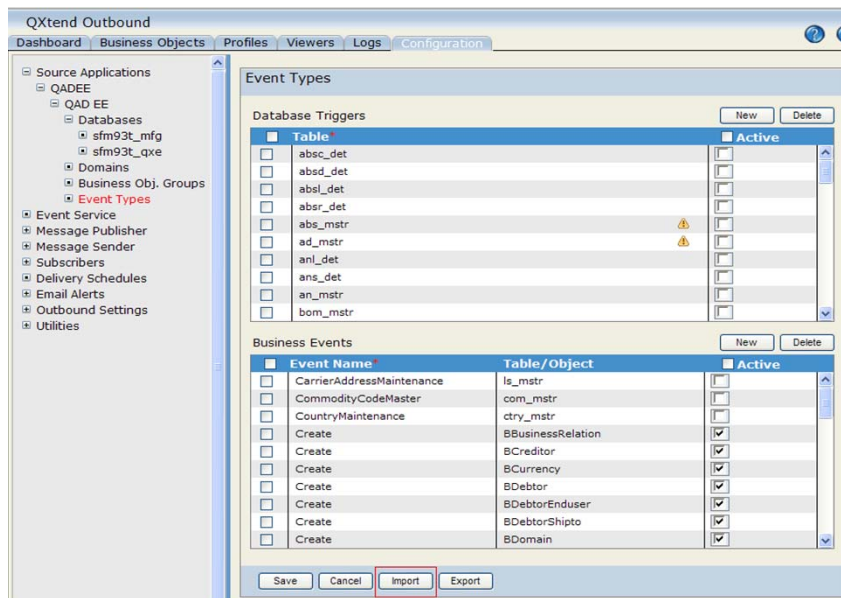 QXtend Outbound
Dashboard Business Objects Profiles Viewers Logs Configuration
Source Applications
QADEE
QAD EE
Databases
sfm93t_mfg
sfm93t_qxe
Domains
Business Obj. Groups
Event Types
Event Service
Message Publisher
Message Sender
Subscribers
Delivery Schedules
Email Alerts
Outbound Settings
Utilities
Event Types
Database Triggers New Delete
Table* Active
absc_det
absd_det
absl_det
absr_det
abs_mstr
ad_mstr
anl_det
ans_det
an_mstr
bom_mstr
Business Events New Delete
Event Name* Table/Object Active
CarrierAddressMaintenance ls_mstr
CommodityCodeMaster com_mstr
CountryMaintenance ctry_mstr
Create BBusinessRelation
Create BCreditor
Create BCurrency
Create BDebtor
Create BDebtorEnduser
Create BDebtorShipto
Create BDomain
Save Cancel Import Export